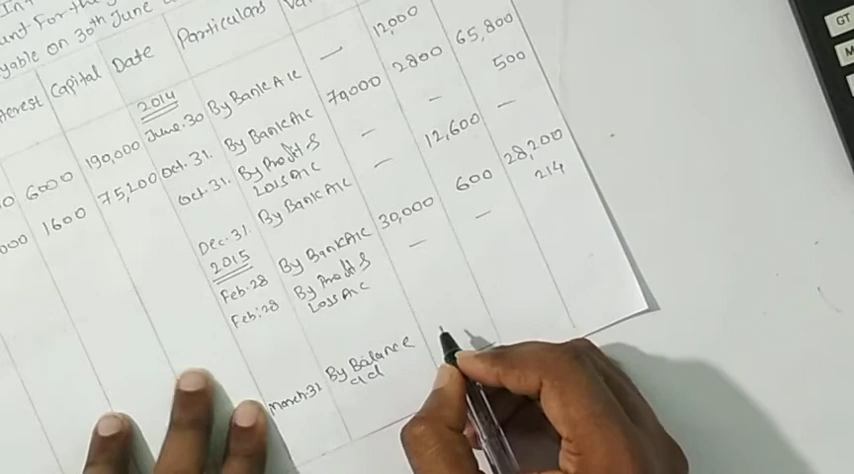 unt For the
yable on 30th June
terest Capital Date Particulars
2014
June.30 By Bank A/C — 12,000
6000 190,000 Oct.31. By Bank A/C 70,000 2800 65,800
000 1600 75,200 Oct.31. By Profit & Loss A/C — — 500
Dec.31. By Bank A/C — 12,600 —
2015
Feb.28 By Bank A/C 30,000 600 28,200
Feb.28 By Profit & Loss A/C — — 214
March.31 By Balance c/d
GT
M